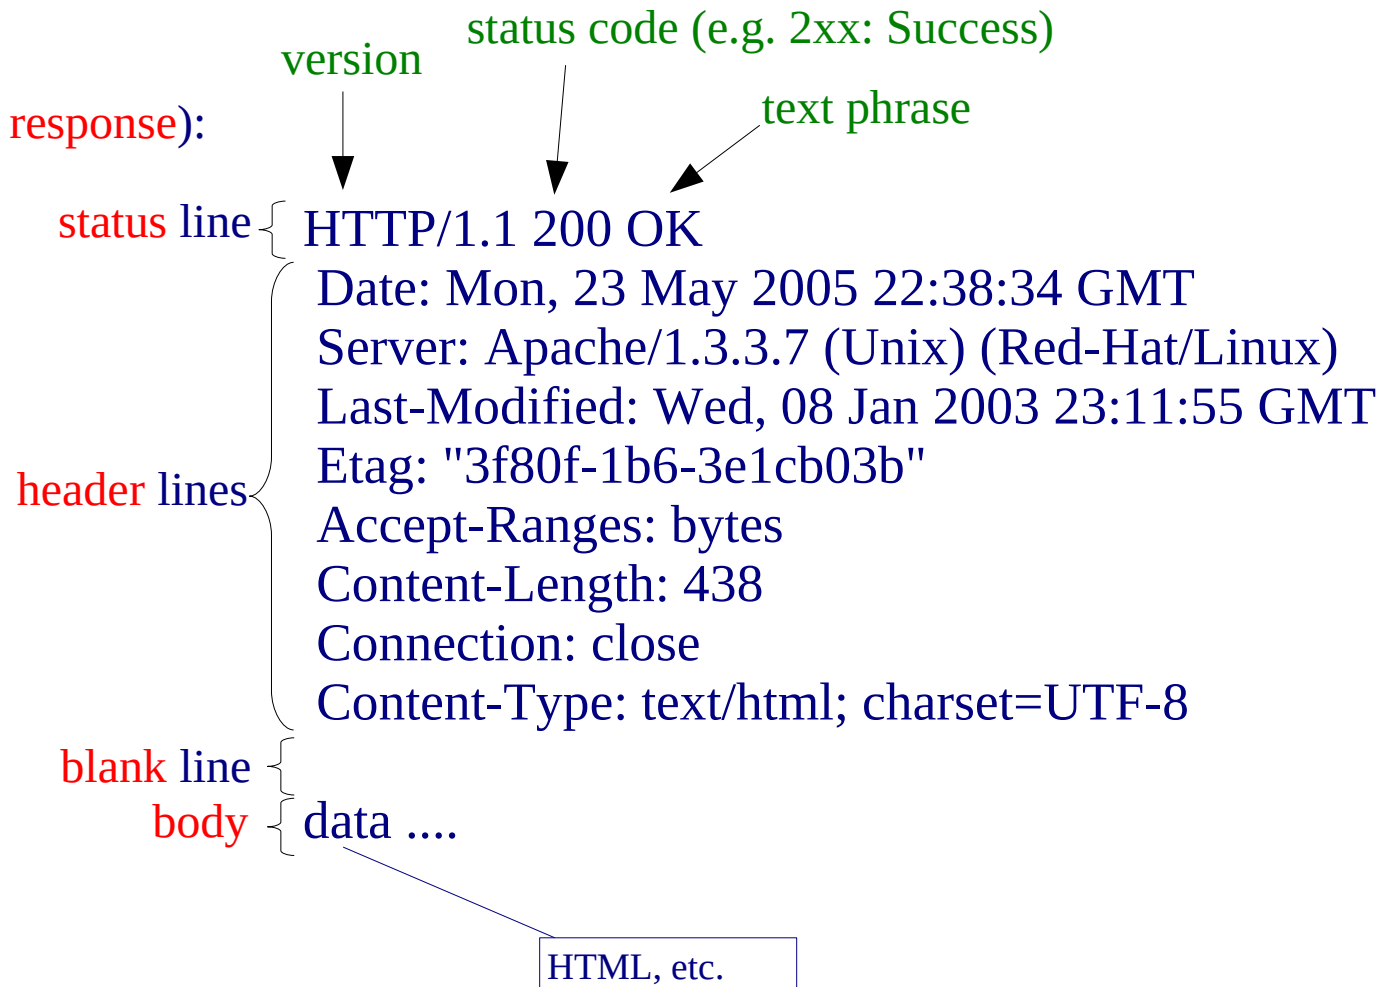 status code (e.g. 2xx: Success)
version
text phrase
response):
status line
HTTP/1.1 200 OK
Date: Mon, 23 May 2005 22:38:34 GMT
Server: Apache/1.3.3.7 (Unix) (Red-Hat/Linux)
Last-Modified: Wed, 08 Jan 2003 23:11:55 GMT
Etag: "3f80f-1b6-3e1cb03b"
header lines
Accept-Ranges: bytes
Content-Length: 438
Connection: close
Content-Type: text/html; charset=UTF-8
blank line
body
data ....
HTML, etc.